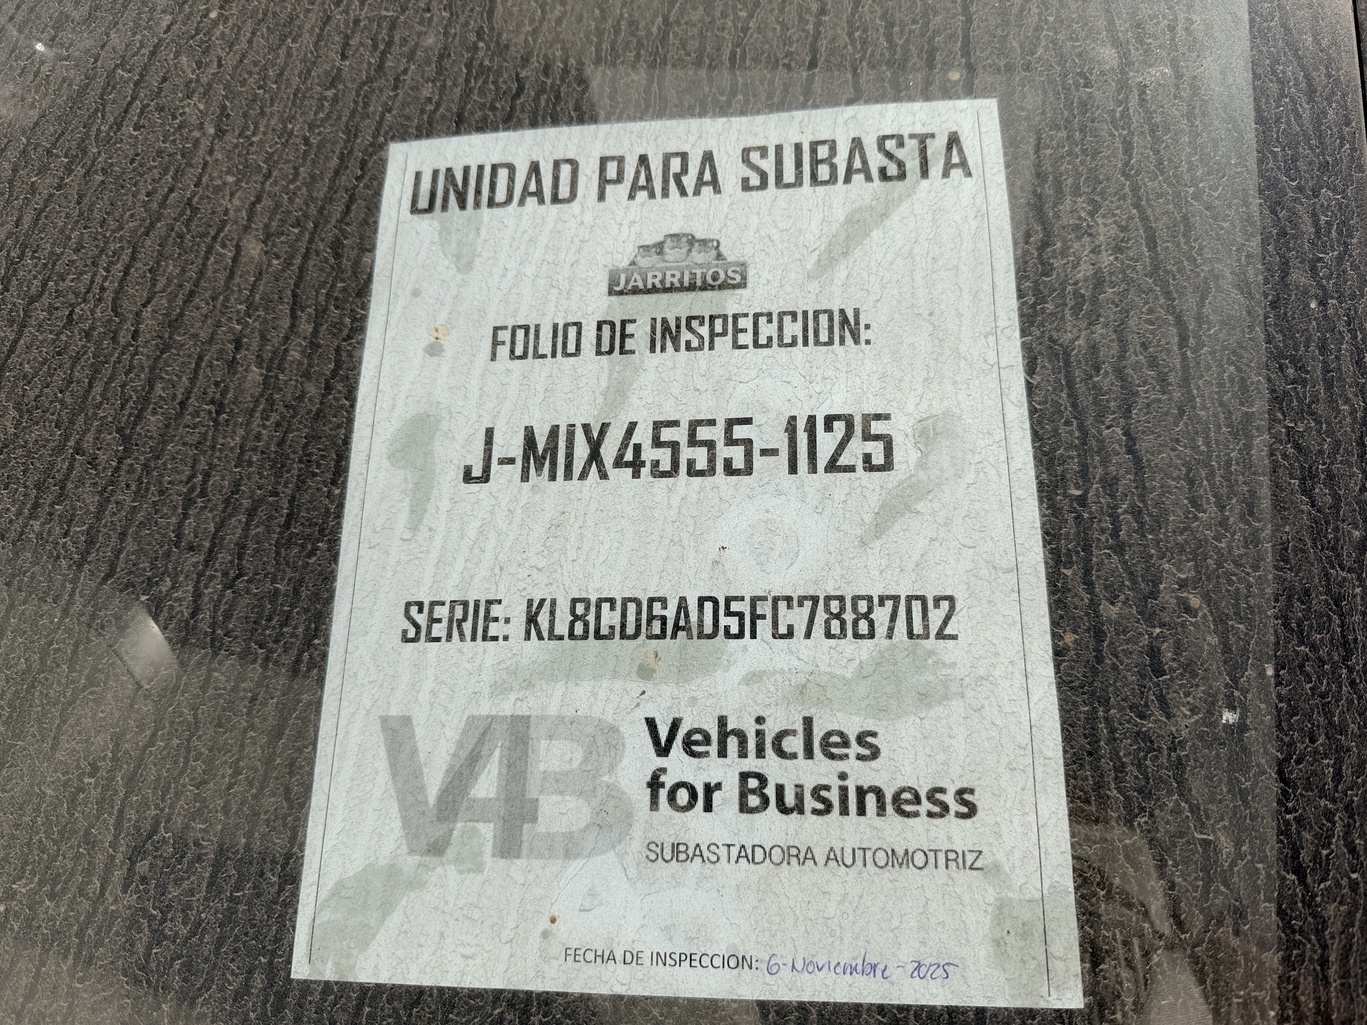 UNIDAD PARA SUBASTA
JARRITOS
FOLIO DE INSPECCION:
J-MIX4555-1125
SERIE: KL8CD6AD5FC788702
V4B
Vehicles
for Business
SUBASTADORA AUTOMOTRIZ
FECHA DE INSPECCION: 6-Noviembre-2025